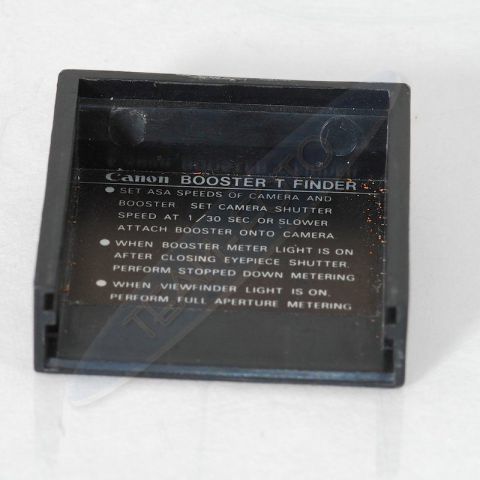 Canon BOOSTER T FINDER
● SET ASA SPEEDS OF CAMERA AND
BOOSTER. SET CAMERA SHUTTER
SPEED AT 1/30 SEC OR SLOWER
ATTACH BOOSTER ONTO CAMERA
● WHEN BOOSTER METER LIGHT IS ON
AFTER CLOSING EYEPIECE SHUTTER,
PERFORM STOPPED DOWN METERING
● WHEN VIEWFINDER LIGHT IS ON,
PERFORM FULL APERTURE METERING